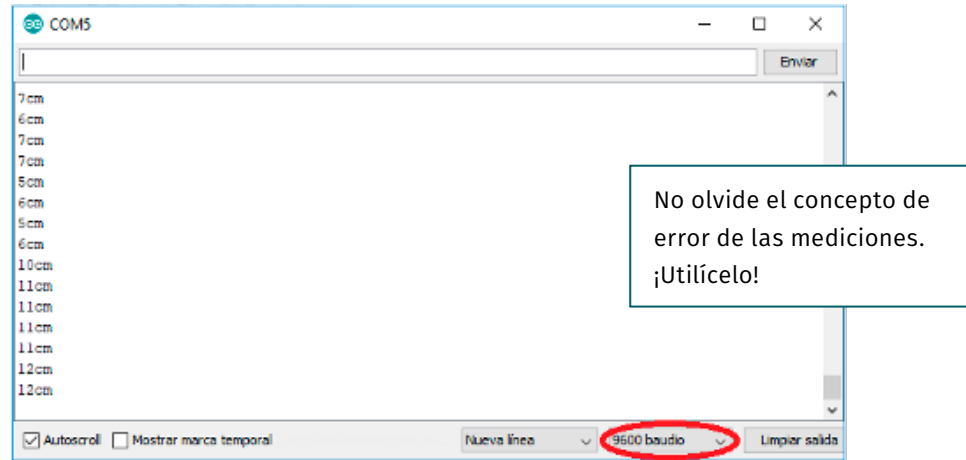 COM5
Enviar
7cm
6cm
7cm
7cm
5cm
6cm
5cm
6cm
10cm
11cm
11cm
11cm
11cm
12cm
12cm
No olvide el concepto de
error de las mediciones.
¡Utilícelo!
Autoscroll Mostrar marca temporal Nueva línea 9600 baudio Limpiar salida